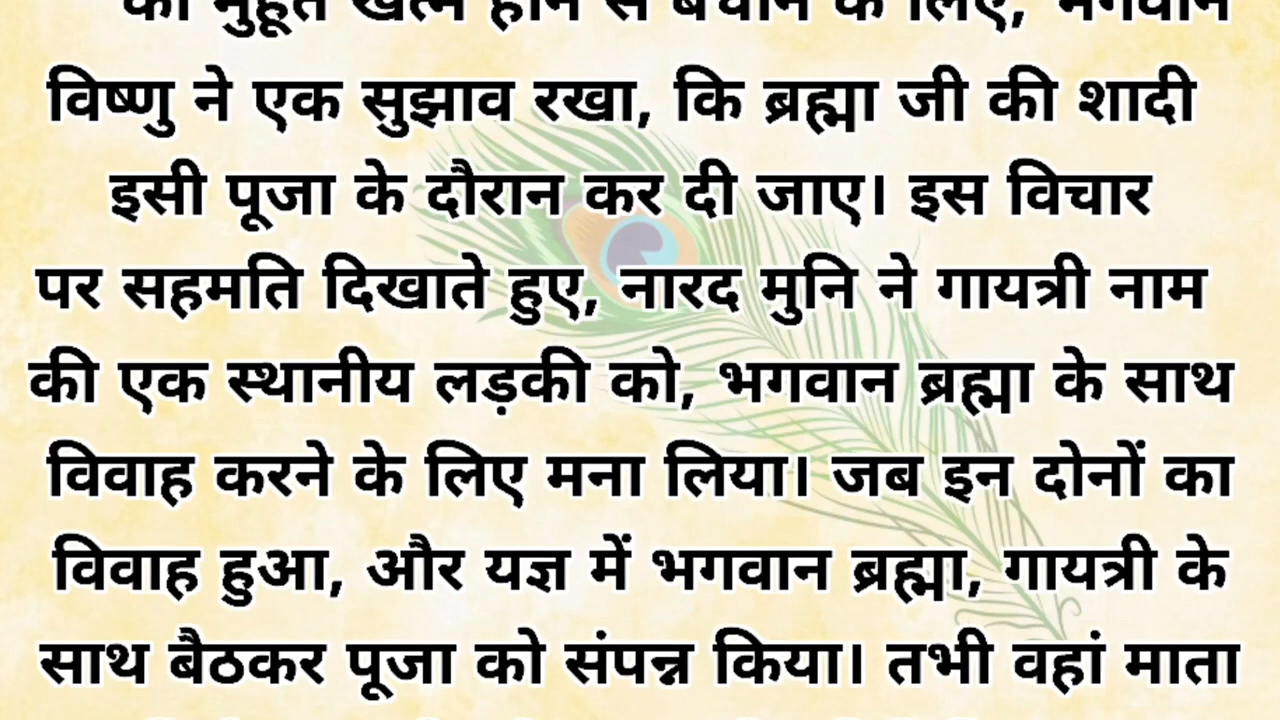 को मुहूर्त खत्म होने से बचाने के लिए, भगवान
विष्णु ने एक सुझाव रखा, कि ब्रह्मा जी की शादी
इसी पूजा के दौरान कर दी जाए। इस विचार
पर सहमति दिखाते हुए, नारद मुनि ने गायत्री नाम
की एक स्थानीय लड़की को, भगवान ब्रह्मा के साथ
विवाह करने के लिए मना लिया। जब इन दोनों का
विवाह हुआ, और यज्ञ में भगवान ब्रह्मा, गायत्री के
साथ बैठकर पूजा को संपन्न किया। तभी वहां माता